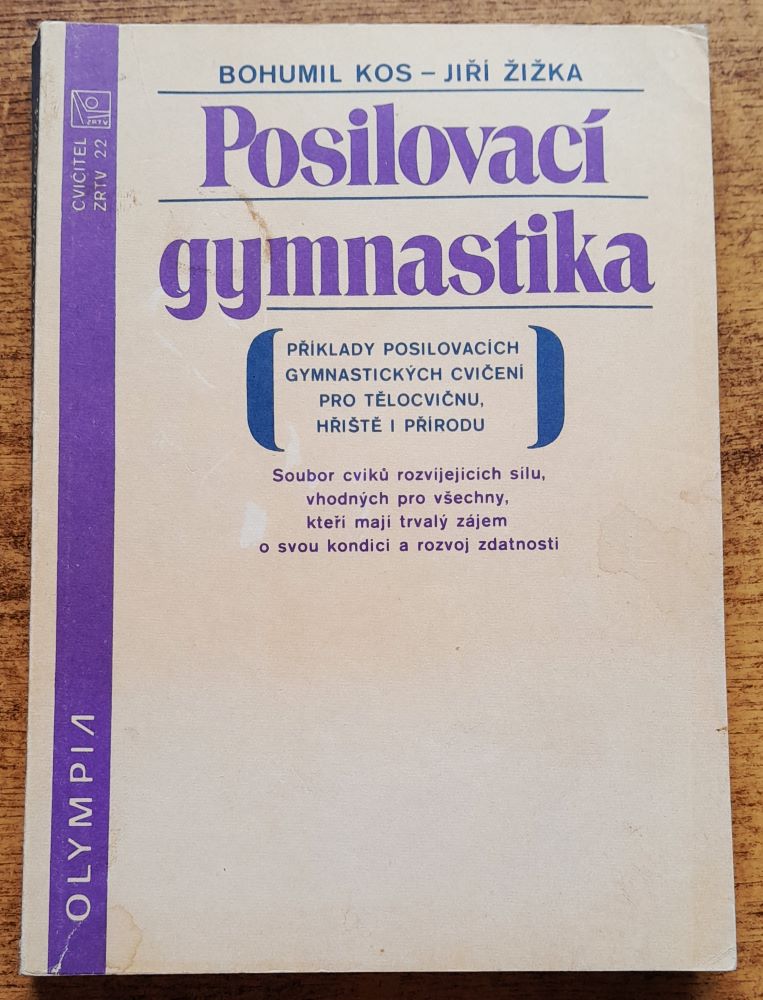 BOHUMIL KOS – JIŘÍ ŽIŽKA
Posilovací
gymnastika
PŘÍKLADY POSILOVACÍCH
GYMNASTICKÝCH CVIČENÍ
PRO TĚLOCVIČNU,
HŘIŠTĚ I PŘÍRODU
Soubor cviků rozvíjejících sílu,
vhodných pro všechny,
kteří mají trvalý zájem
o svou kondici a rozvoj zdatnosti
CVIČITEL
ZRTV 22
ZRTV
OLYMPIA